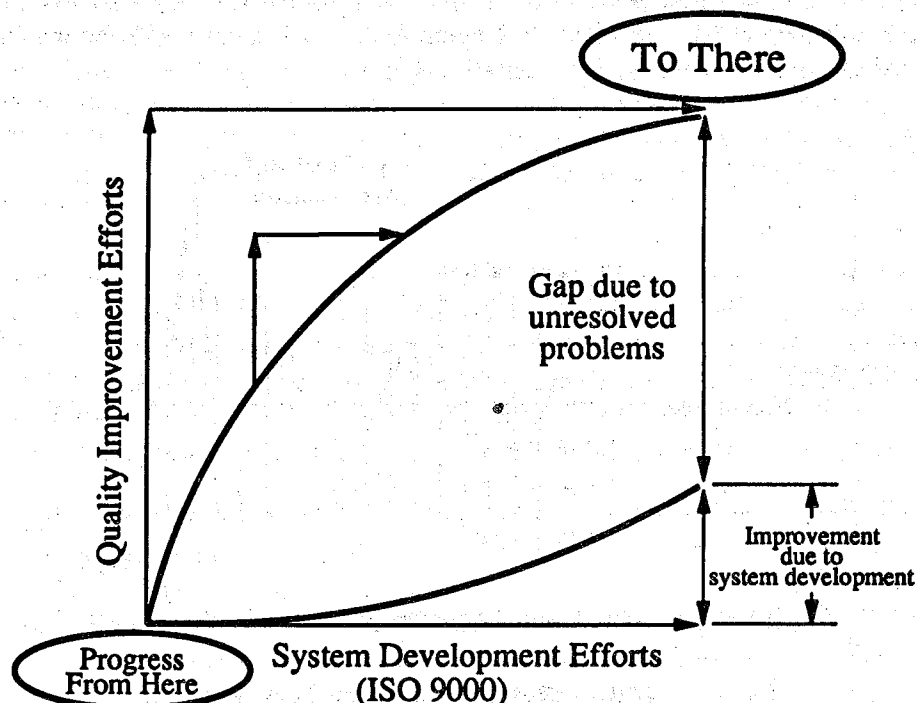 To There
Quality Improvement Efforts
Gap due to
unresolved
problems
Improvement
due to
system development
Progress
From Here
System Development Efforts
(ISO 9000)